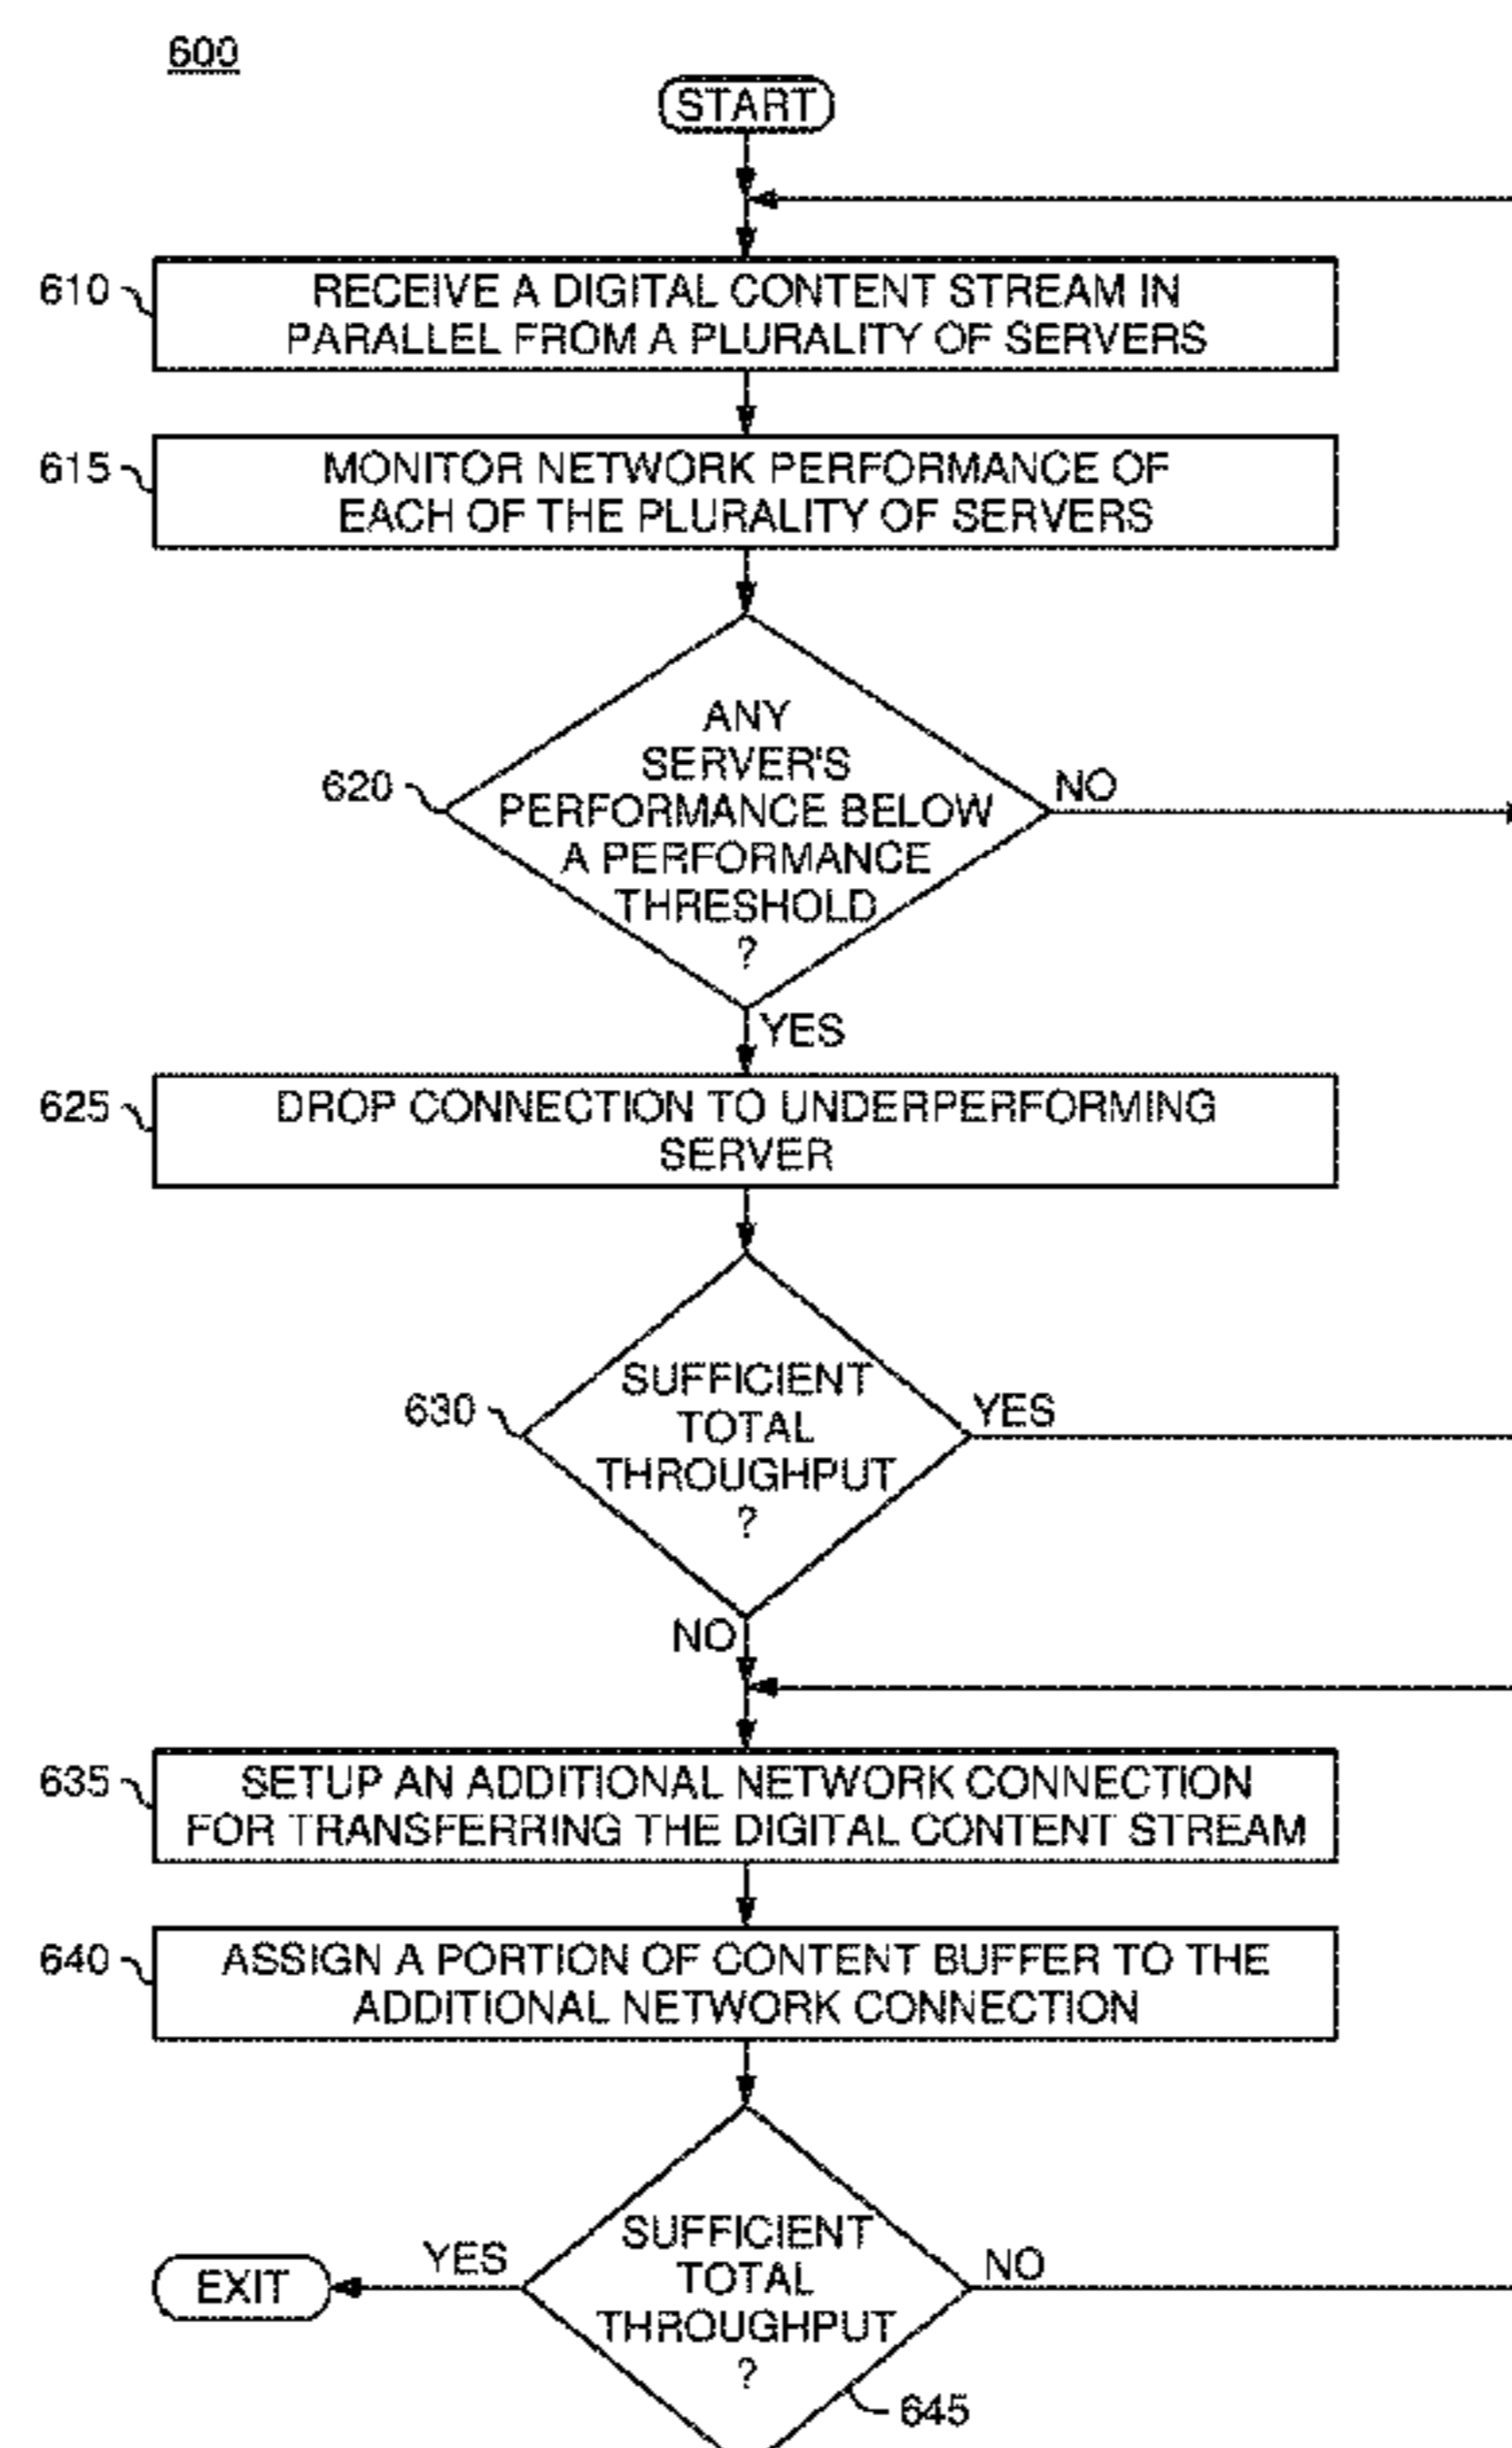 600
START
610
RECEIVE A DIGITAL CONTENT STREAM IN
PARALLEL FROM A PLURALITY OF SERVERS
615
MONITOR NETWORK PERFORMANCE OF
EACH OF THE PLURALITY OF SERVERS
620
ANY
SERVER'S
PERFORMANCE BELOW
A PERFORMANCE
THRESHOLD
?
NO
YES
625
DROP CONNECTION TO UNDERPERFORMING
SERVER
630
SUFFICIENT
TOTAL
THROUGHPUT
?
YES
NO
635
SETUP AN ADDITIONAL NETWORK CONNECTION
FOR TRANSFERRING THE DIGITAL CONTENT STREAM
640
ASSIGN A PORTION OF CONTENT BUFFER TO THE
ADDITIONAL NETWORK CONNECTION
EXIT
YES
SUFFICIENT
TOTAL
THROUGHPUT
?
NO
645